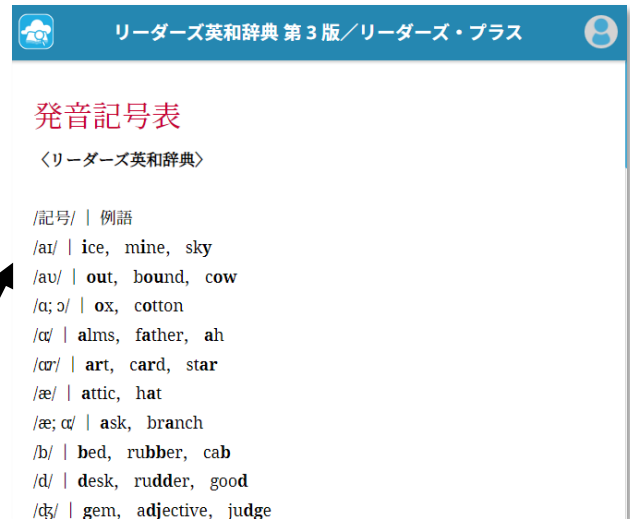 リーダーズ英和辞典 第3版／リーダーズ・プラス
発音記号表
〈リーダーズ英和辞典〉
/記号/ | 例語
/aɪ/ | ice, mine, sky
/aʊ/ | out, bound, cow
/ɑ; ɔ/ | ox, cotton
/ɑː/ | alms, father, ah
/ɑːr/ | art, card, star
/æ/ | attic, hat
/æ; ɑː/ | ask, branch
/b/ | bed, rubber, cab
/d/ | desk, rudder, good
/ʤ/ | gem, adjective, judge